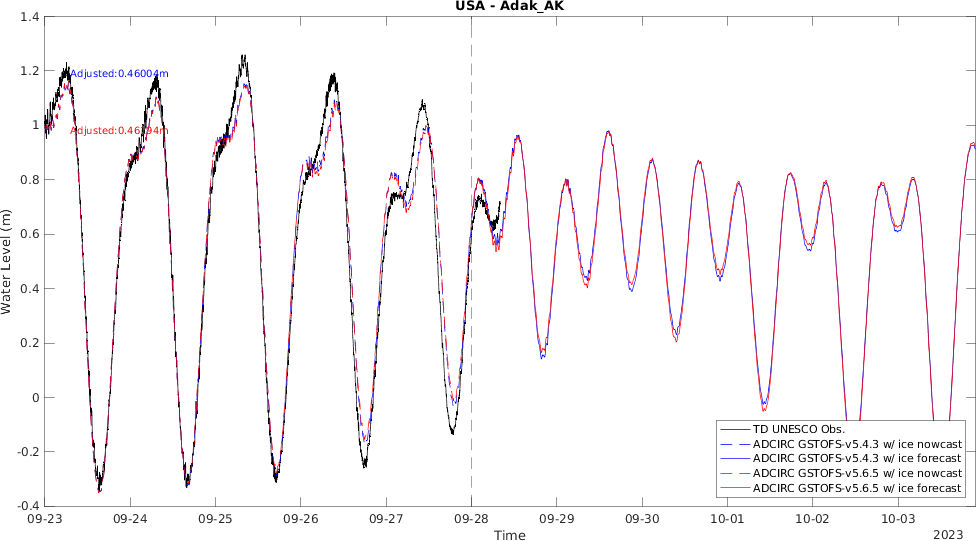 USA - Adak_AK
1.4
1.2
1
0.8
0.6
0.4
0.2
0
-0.2
-0.4
Water Level (m)
Adjusted:0.46004m
TD UNESCO Obs.
ADCIRC GSTOFS-v5.4.3 w/ ice nowcast
ADCIRC GSTOFS-v5.4.3 w/ ice forecast
ADCIRC GSTOFS-v5.6.5 w/ ice nowcast
ADCIRC GSTOFS-v5.6.5 w/ ice forecast
09-23 09-24 09-25 09-26 09-27 09-28 09-29 09-30 10-01 10-02 10-03
Time
2023